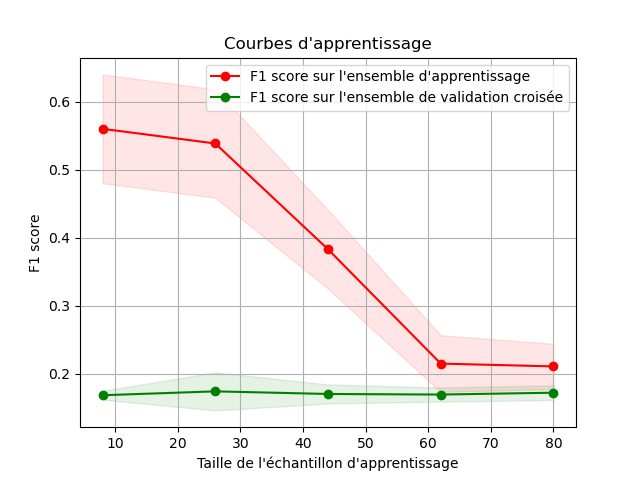 Courbes d'apprentissage
F1 score sur l'ensemble d'apprentissage
F1 score sur l'ensemble de validation croisée
F1 score
0.6
0.5
0.4
0.3
0.2
10 20 30 40 50 60 70 80
Taille de l'échantillon d'apprentissage